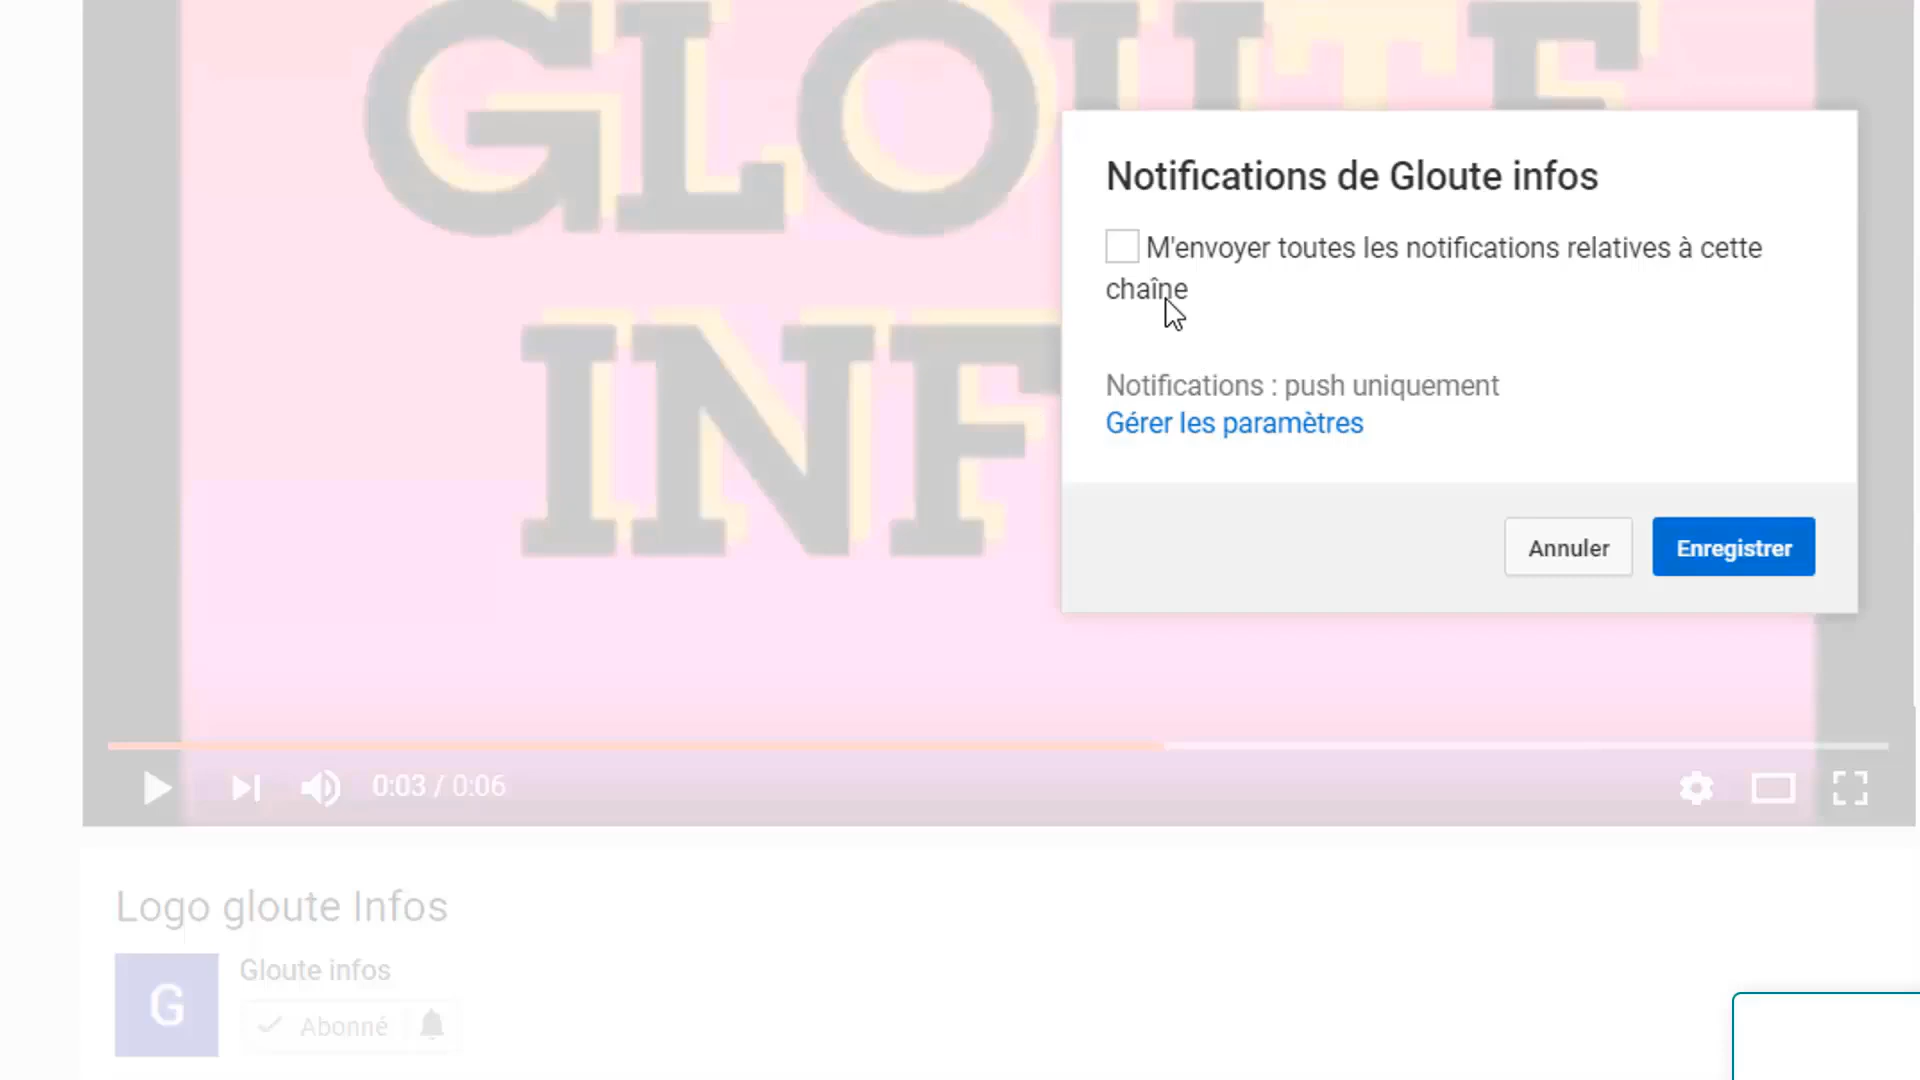 GLOUTE
INF
Notifications de Gloute infos
M'envoyer toutes les notifications relatives à cette
chaîne
Notifications : push uniquement
Gérer les paramètres
Annuler
Enregistrer
0:03 / 0:06
Logo gloute Infos
G
Gloute infos
Abonné